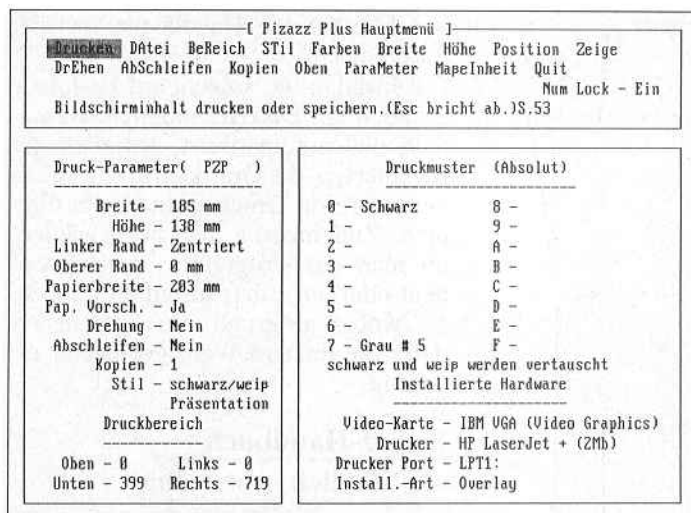 [ Pizazz Plus Hauptmenü ]
Drucken DAtei BeReich STil Farben Breite Höhe Position Zeige
DrEhen AbSchleifen Kopien Oben ParaMeter MapeInheit Quit
Num Lock - Ein
Bildschirminhalt drucken oder speichern.(Esc bricht ab.)S.53
Druck-Parameter( PZP )
Breite - 185 mm
Höhe - 138 mm
Linker Rand - Zentriert
Oberer Rand - 0 mm
Papierbreite - 203 mm
Pap. Vorsch. - Ja
Drehung - Nein
Abschleifen - Nein
Kopien - 1
Stil - schwarz/weip
Präsentation
Druckbereich
Oben - 0 Links - 0
Unten - 399 Rechts - 719
Druckmuster (Absolut)
0 - Schwarz 8 -
1 - 9 -
2 - A -
3 - B -
4 - C -
5 - D -
6 - E -
7 - Grau # 5 F -
schwarz und weip werden vertauscht
Installierte Hardware
Video-Karte - IBM VGA (Video Graphics)
Drucker - HP LaserJet + (2Mb)
Drucker Port - LPT1:
Install.-Art - Overlay